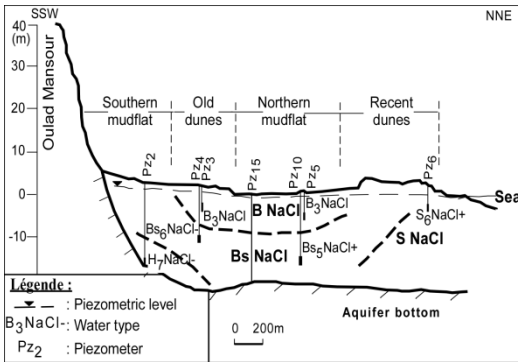 SSW
NNE
40
(m)
30
20
10
0
-10
Oulad Mansour
Southern mudflat
Old dunes
Northern mudflat
Recent dunes
Pz2
Pz4
Pz3
Pz15
Pz10
Pz5
Pz6
Sea
B3NaCl
B NaCl
B3NaCl
S6NaCl+
Bs6NaCl-
S NaCl
Bs NaCl
Bs5NaCl+
H7NaCl-
Légende :
: Piezometric level
B3NaCl-: Water type
Pz2 : Piezometer
0 200m
Aquifer bottom